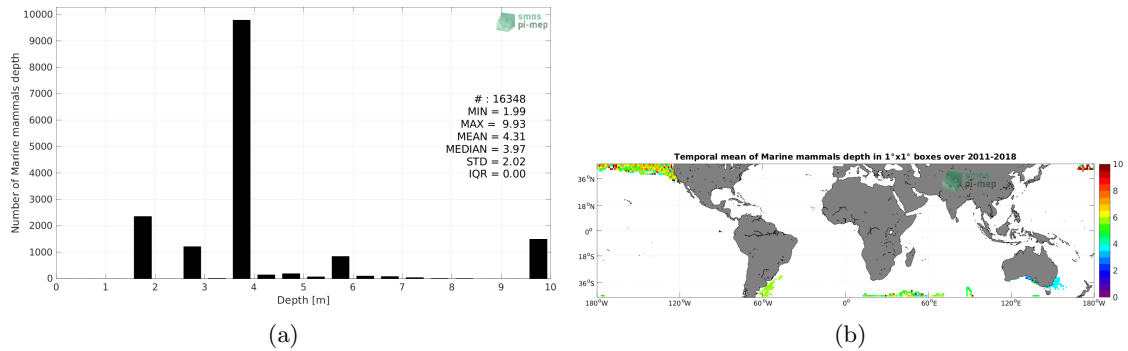 smos
pi-mep
10000
9000
8000
7000
6000
5000
4000
3000
2000
1000
0
Number of Marine mammals depth
# : 16348
MIN = 1.99
MAX = 9.93
MEAN = 4.31
MEDIAN = 3.97
STD = 2.02
IQR = 0.00
0 1 2 3 4 5 6 7 8 9 10
Depth [m]
(a)
Temporal mean of Marine mammals depth in 1°x1° boxes over 2011-2018
smos
pi-mep
36°N
18°N
0°
18°S
36°S
180°W 120°W 60°W 0° 60°E 120°E 180°W
10
8
6
4
2
0
(b)